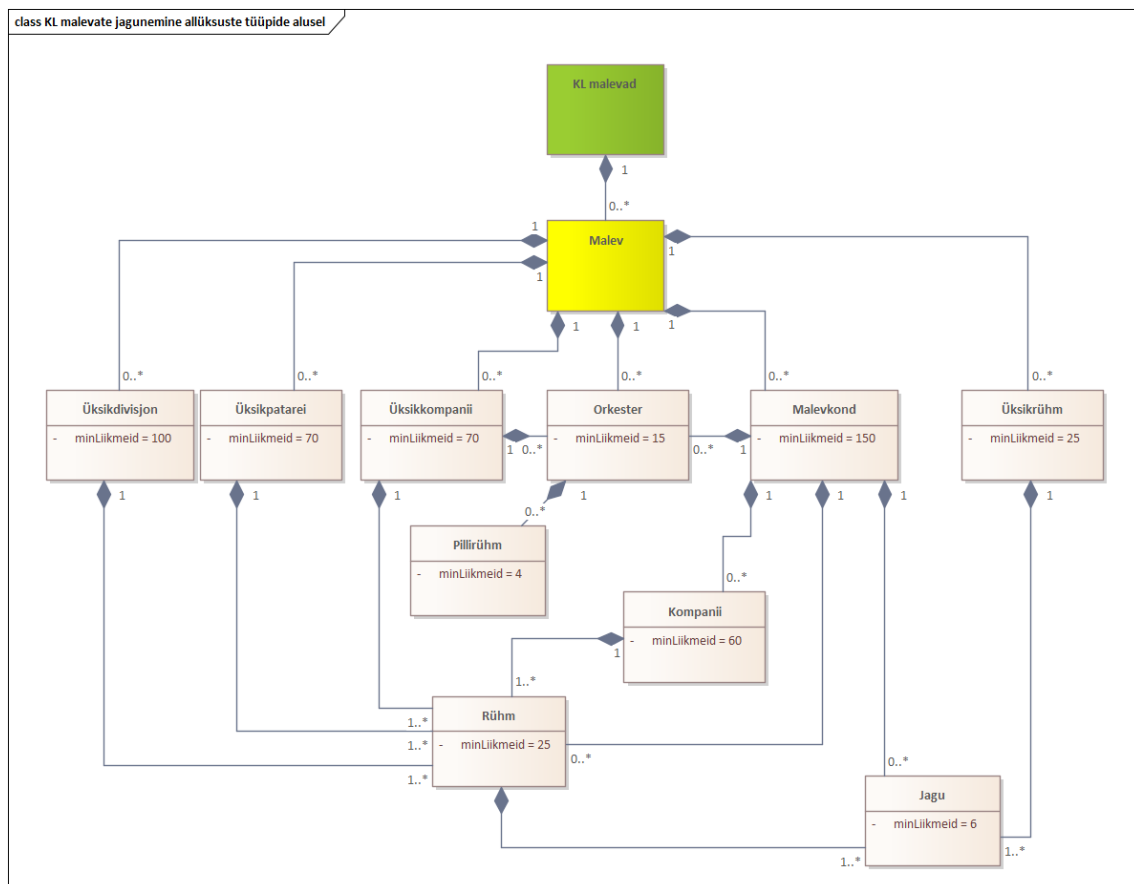 class KL malevate jagunemine allüksuste tüüpide alusel
KL malevad
1
0..*
Malev
1
1
1
1
1
1
0..*
0..*
0..*
0..*
0..*
0..*
Üksikdivisjon
- minLiikmeid = 100
Üksikpatarei
- minLiikmeid = 70
Üksikkompanii
- minLiikmeid = 70
Orkester
- minLiikmeid = 15
Malevkond
- minLiikmeid = 150
Üksikrühm
- minLiikmeid = 25
1
0..*
0..*
1
1
1
1
1
1
1
1
1
0..*
Pillirühm
- minLiikmeid = 4
0..*
Kompanii
- minLiikmeid = 60
1
1..*
Rühm
- minLiikmeid = 25
1..*
1..*
1..*
0..*
0..*
Jagu
- minLiikmeid = 6
1..*
1..*